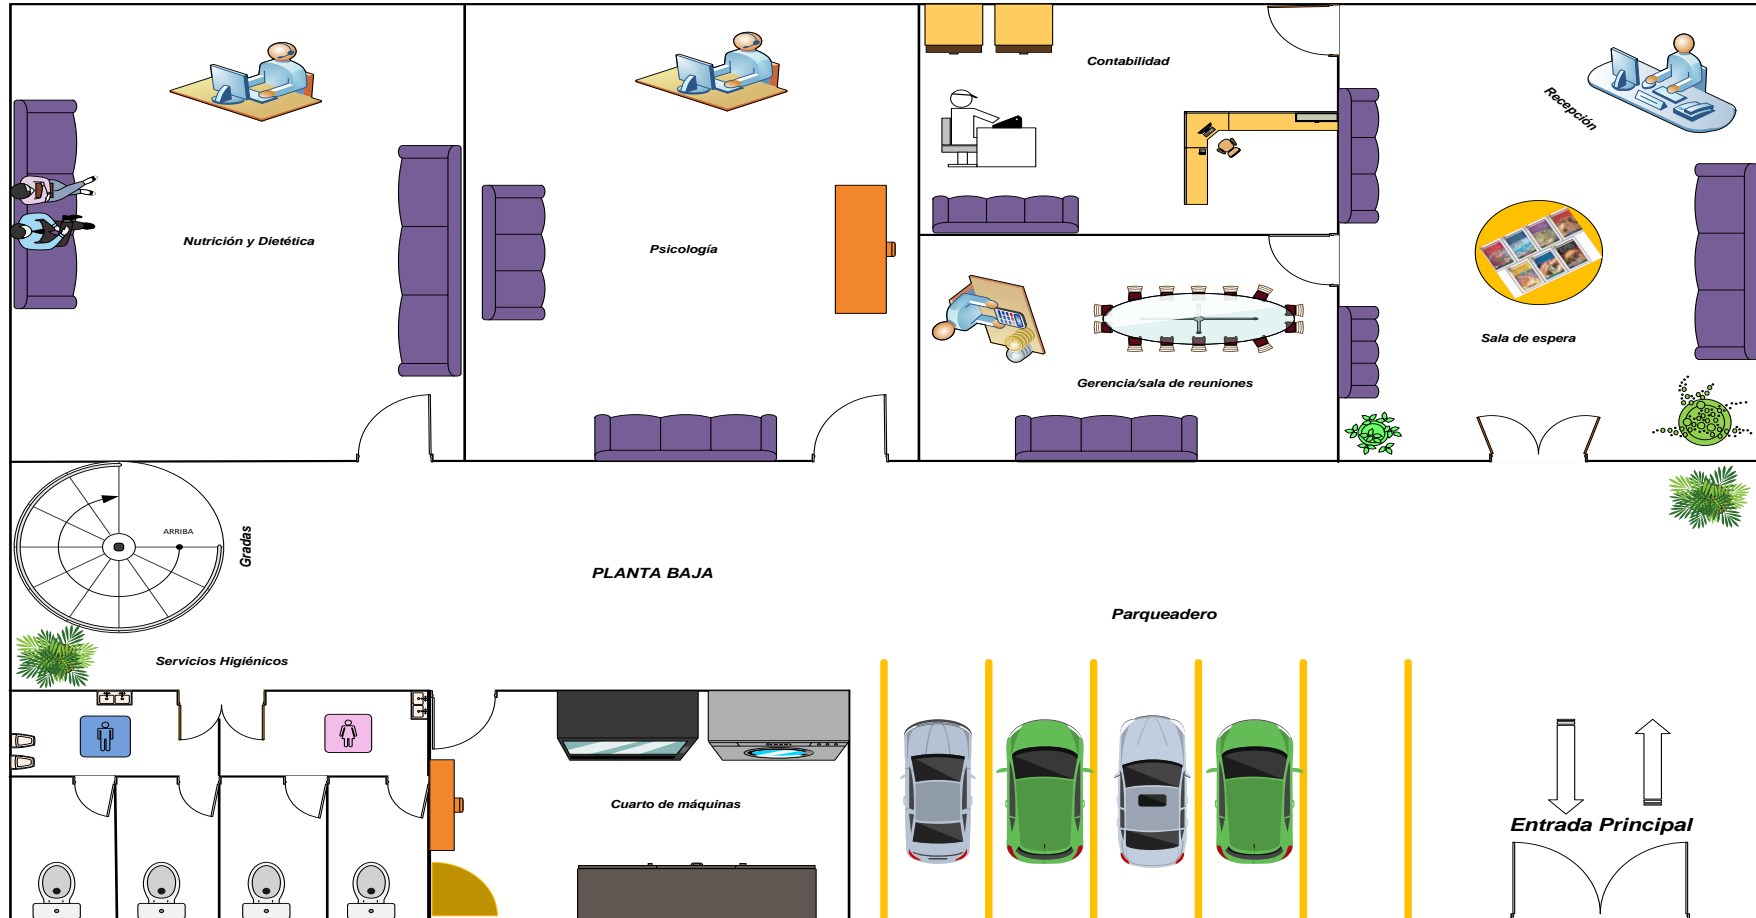 Contabilidad
Recepción
Nutrición y Dietética
Psicología
Sala de espera
Gerencia/sala de reuniones
ARRIBA
Gradas
PLANTA BAJA
Parqueadero
Servicios Higiénicos
Cuarto de máquinas
Entrada Principal